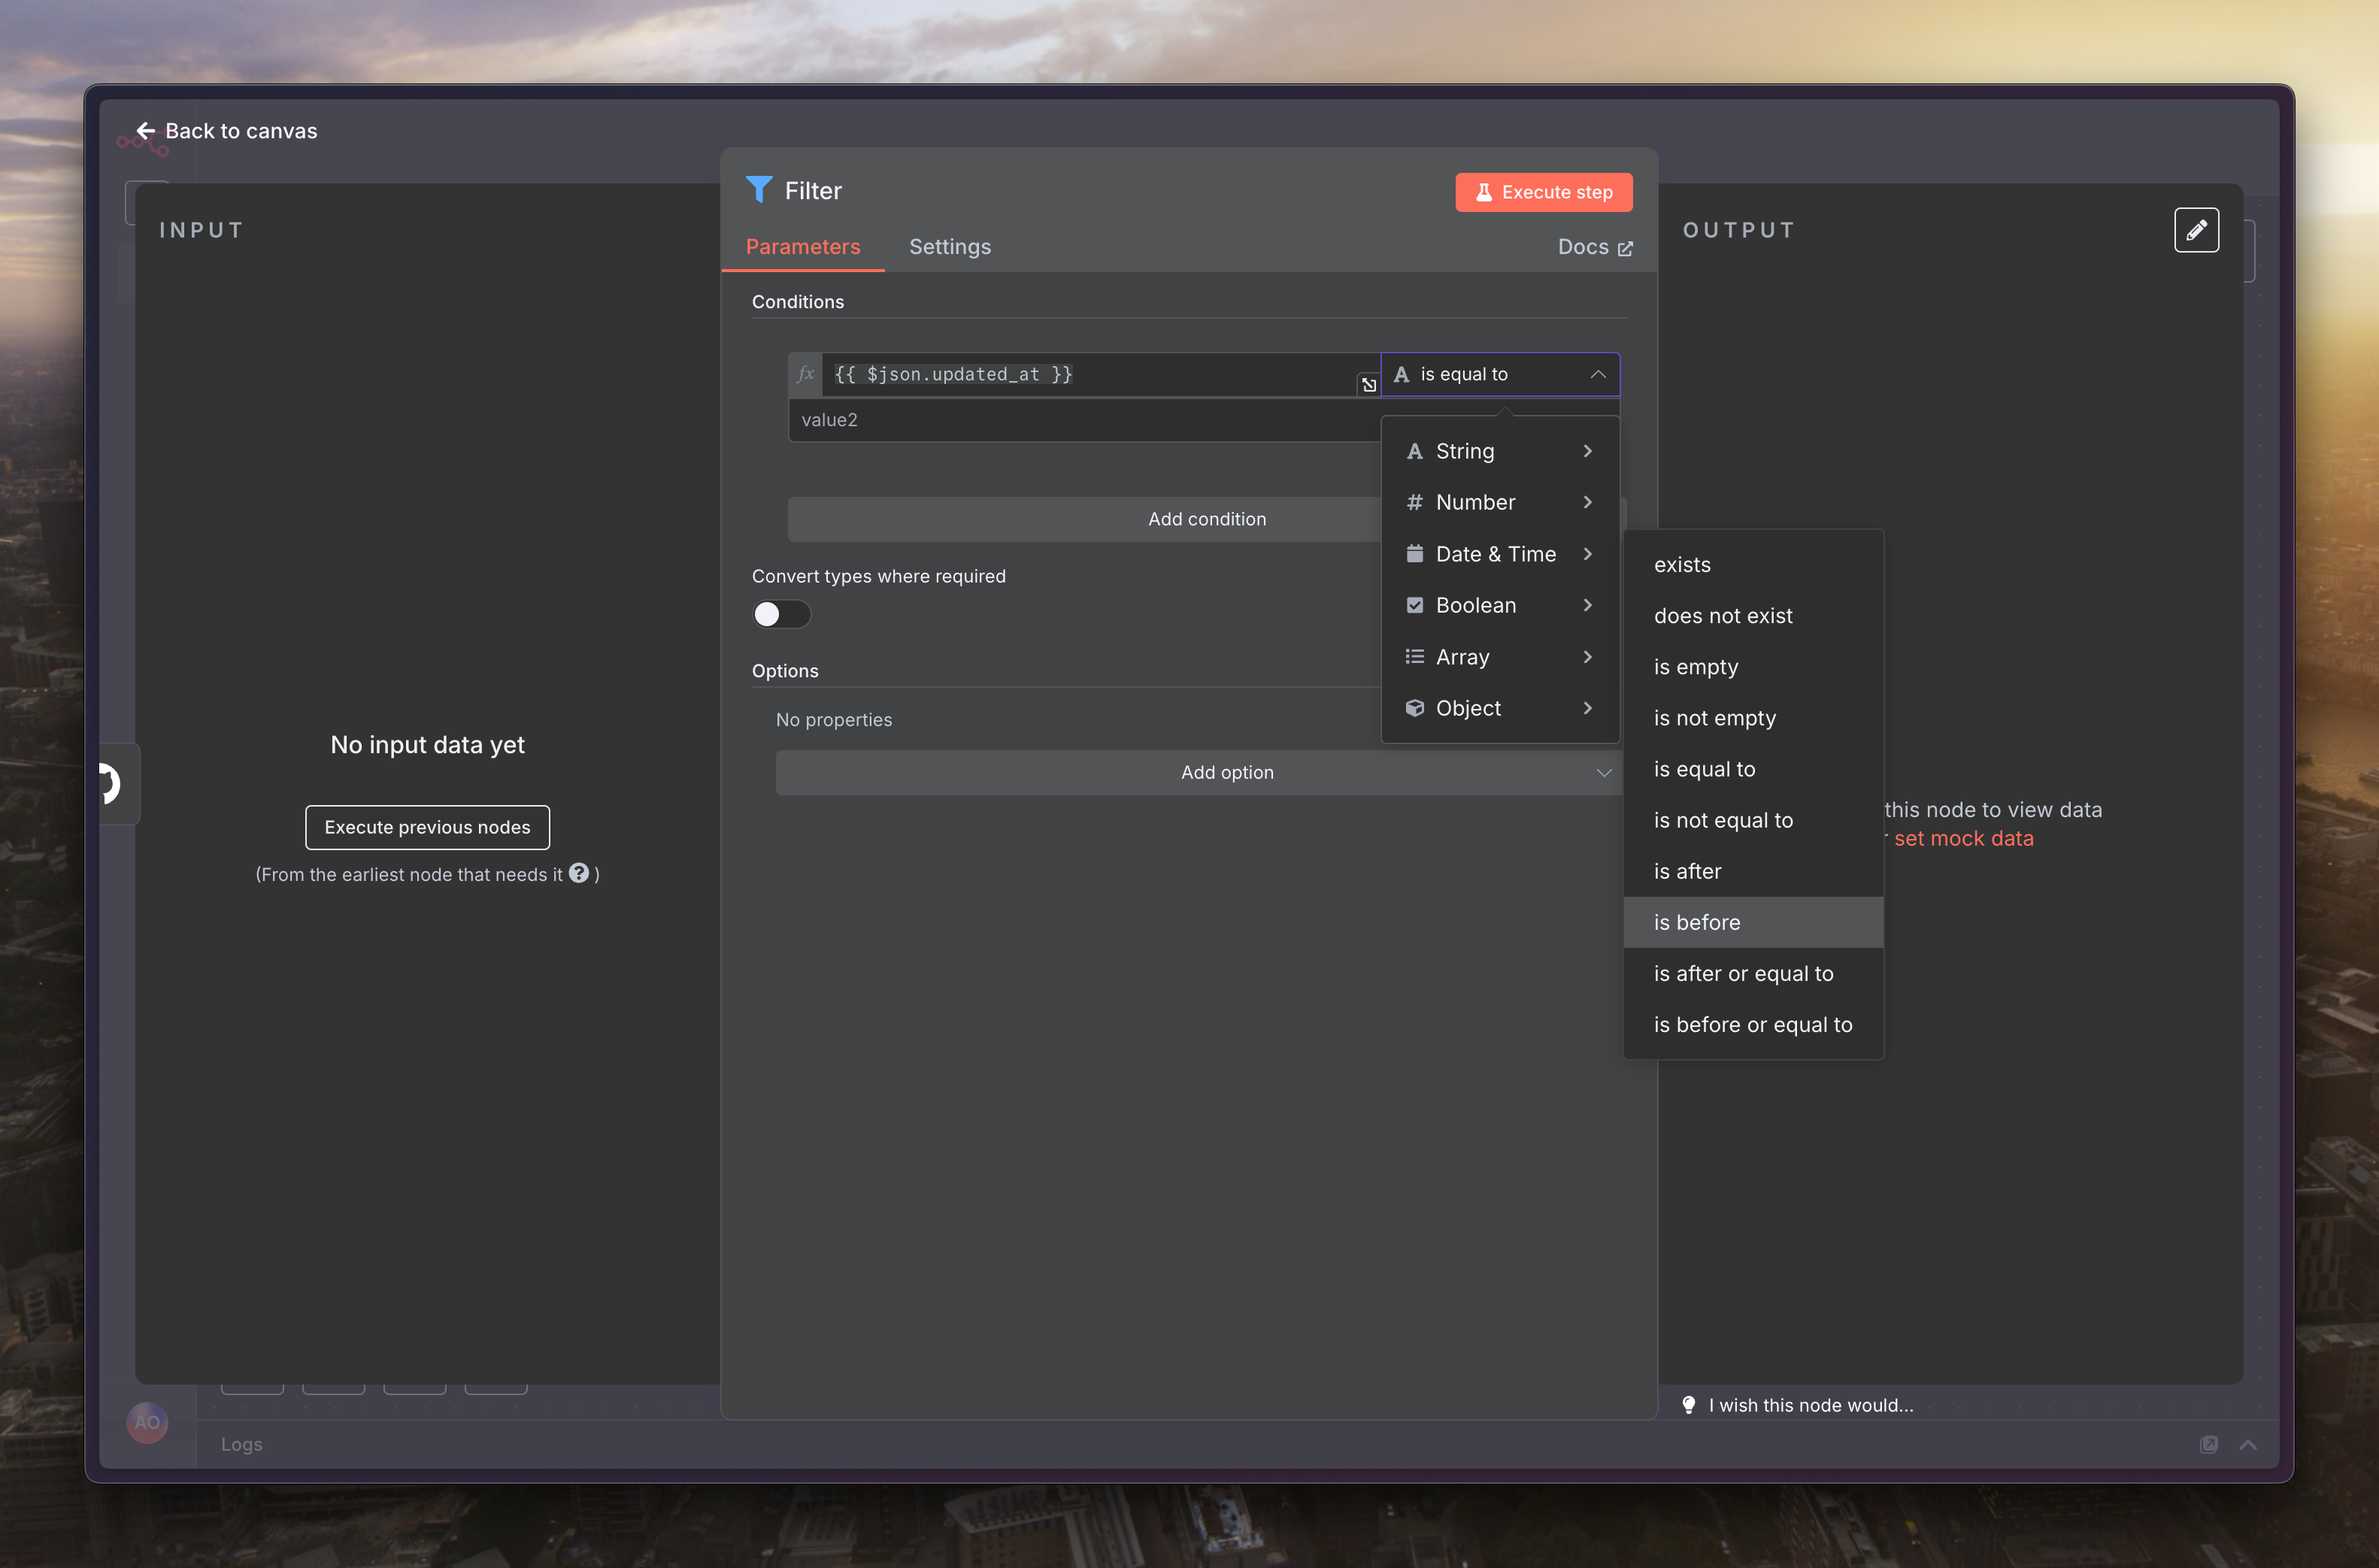 Back to canvas
INPUT
No input data yet
Execute previous nodes
(From the earliest node that needs it ? )
Filter
Execute step
Parameters
Settings
Docs
Conditions
fx
{{ $json.updated_at }}
A is equal to
value2
Add condition
Convert types where required
Options
No properties
Add option
A String
# Number
Date & Time
Boolean
Array
Object
exists
does not exist
is empty
is not empty
is equal to
is not equal to
is after
is before
is after or equal to
is before or equal to
OUTPUT
this node to view data
set mock data
I wish this node would...
AO
Logs